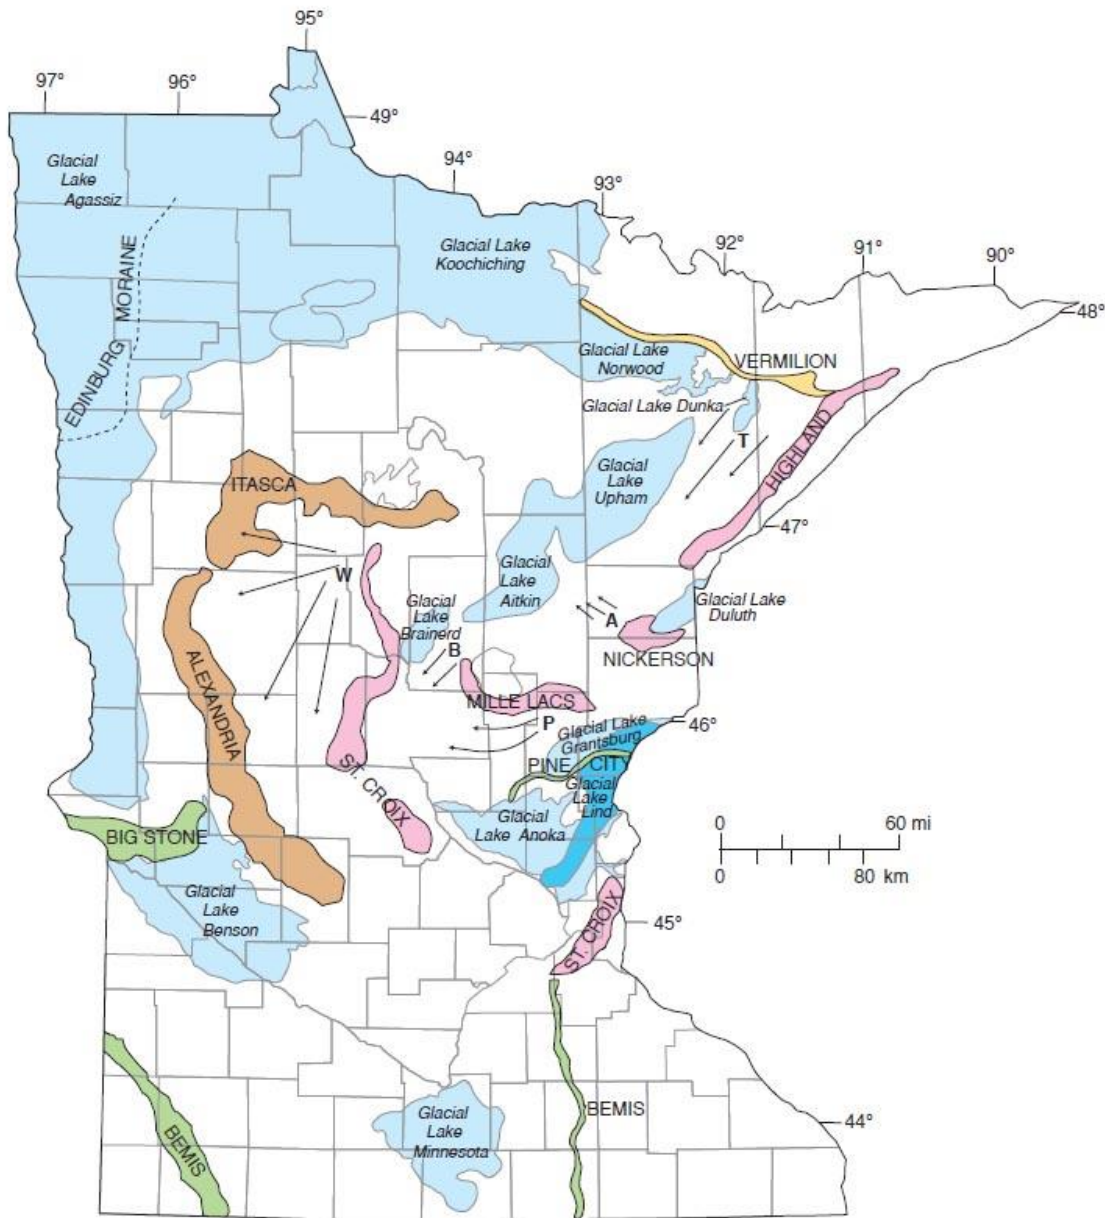 95°
97°
96°
49°
Glacial
Lake
Agassiz
94°
93°
92°
91°
90°
48°
Glacial Lake
Koochiching
EDINBURG MORAINE
Glacial Lake
Norwood
VERMILION
Glacial Lake Dunka
T
HIGHLAND
47°
ITASCA
Glacial
Lake
Upham
Glacial
Lake
Aitkin
W
Glacial
Lake
Brainerd
B
A
Glacial Lake
Duluth
NICKERSON
ALEXANDRIA
MILLE LACS
P
46°
Glacial Lake
Grantsburg
PINE CITY
Glacial
Lake
Lind
ST. CROIX
Glacial
Lake Anoka
BIG STONE
0 60 mi
0 80 km
Glacial
Lake
Benson
45°
ST. CROIX
BEMIS
44°
Glacial
Lake
Minnesota
BEMIS